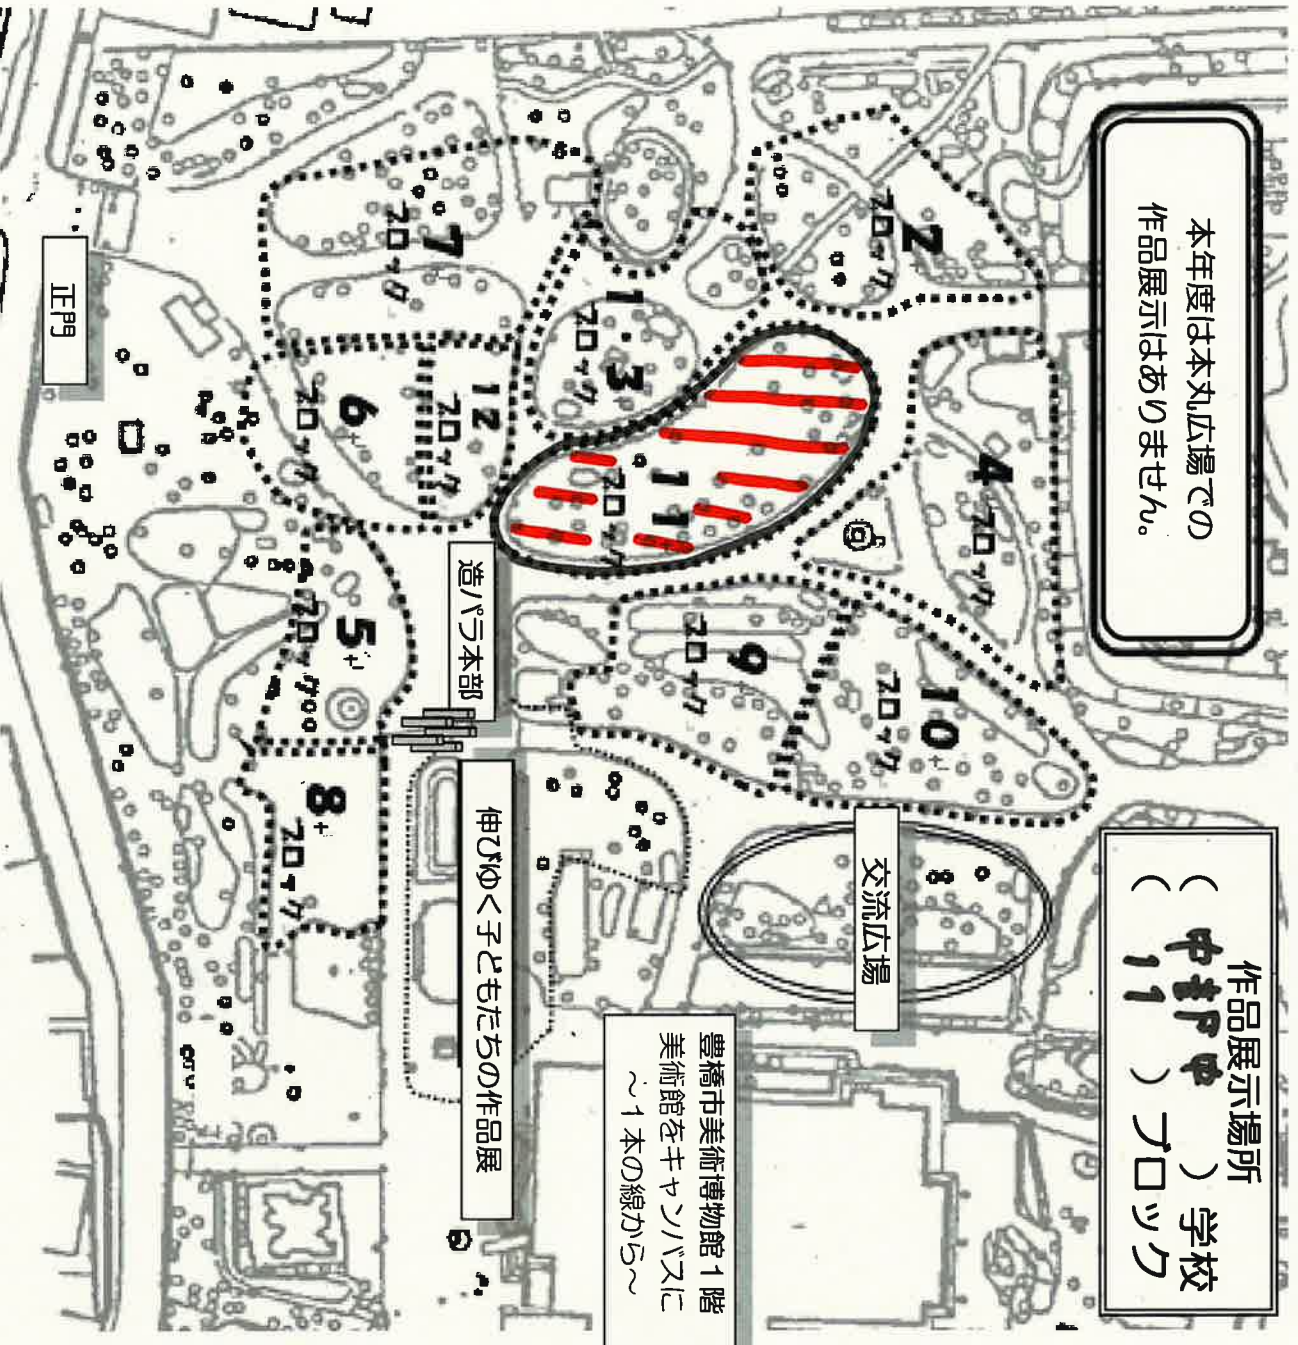 本年度は本丸広場での
作品展示はありません。
作品展示場所
（ 中部中 ）学校
（ 11 ）ブロック
2
ブロック
4
ブロック
10
ブロック
交流広場
1・3
ブロック
11
ブロック
9
ブロック
豊橋市美術博物館1階
美術館をキャンバスに
～1本の線から～
7
ブロック
12
ブロック
6
ブロック
造パラ本部
伸びゆく子どもたちの作品展
5
ブロック
8
ブロック
正門